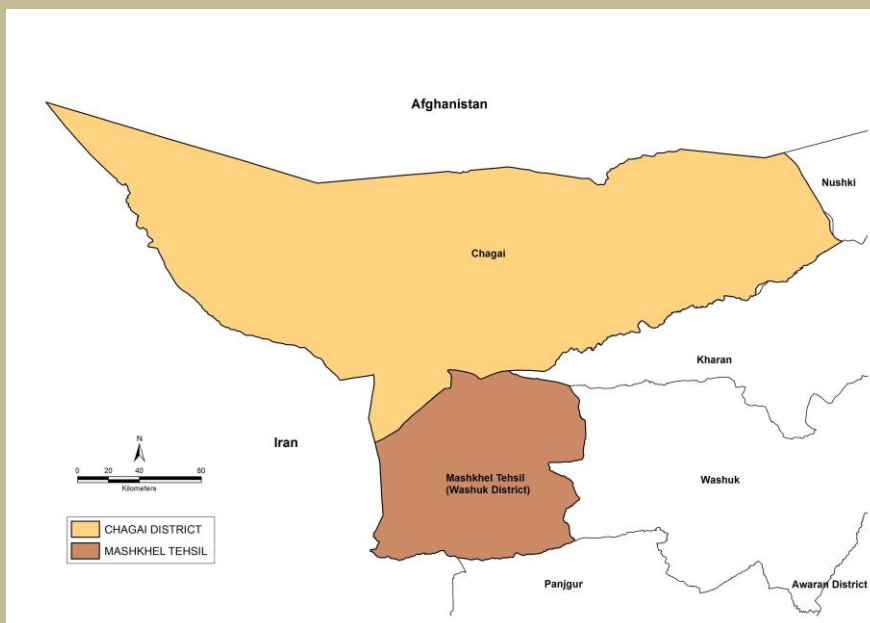 Afghanistan
Nushki
Chagai
Kharan
N
Iran
0 20 40 80
Kilometers
Mashkhel Tehsil
(Washuk District)
Washuk
CHAGAI DISTRICT
MASHKHEL TEHSIL
Panjgur
Awaran District